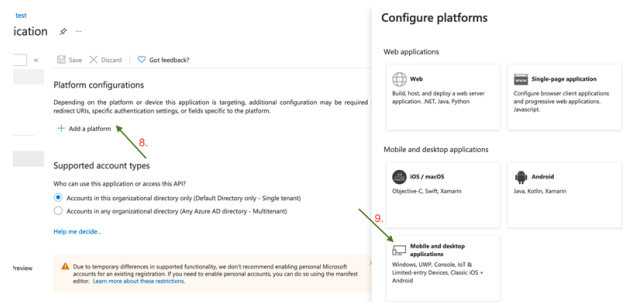 test
ication
Save Discard Got feedback?
Platform configurations
Depending on the platform or device this application is targeting, additional configuration may be required
redirect URIs, specific authentication settings, or fields specific to the platform.
Add a platform
8.
Supported account types
Who can use this application or access this API?
Accounts in this organizational directory only (Default Directory only - Single tenant)
Accounts in any organizational directory (Any Azure AD directory - Multitenant)
Help me decide...
Preview
Due to temporary differences in supported functionality, we don't recommend enabling personal Microsoft
accounts for an existing registration. If you need to enable personal accounts, you can do so using the manifest
editor. Learn more about these restrictions.
Configure platforms
Web applications
Web
Build, host, and deploy a web server
application. .NET, Java, Python
Single-page application
Configure browser client applications
and progressive web applications.
Javascript.
Mobile and desktop applications
iOS / macOS
Objective-C, Swift, Xamarin
Android
Java, Kotlin, Xamarin
9.
Mobile and desktop
applications
Windows, UWP, Console, IoT &
Limited-entry Devices, Classic iOS +
Android